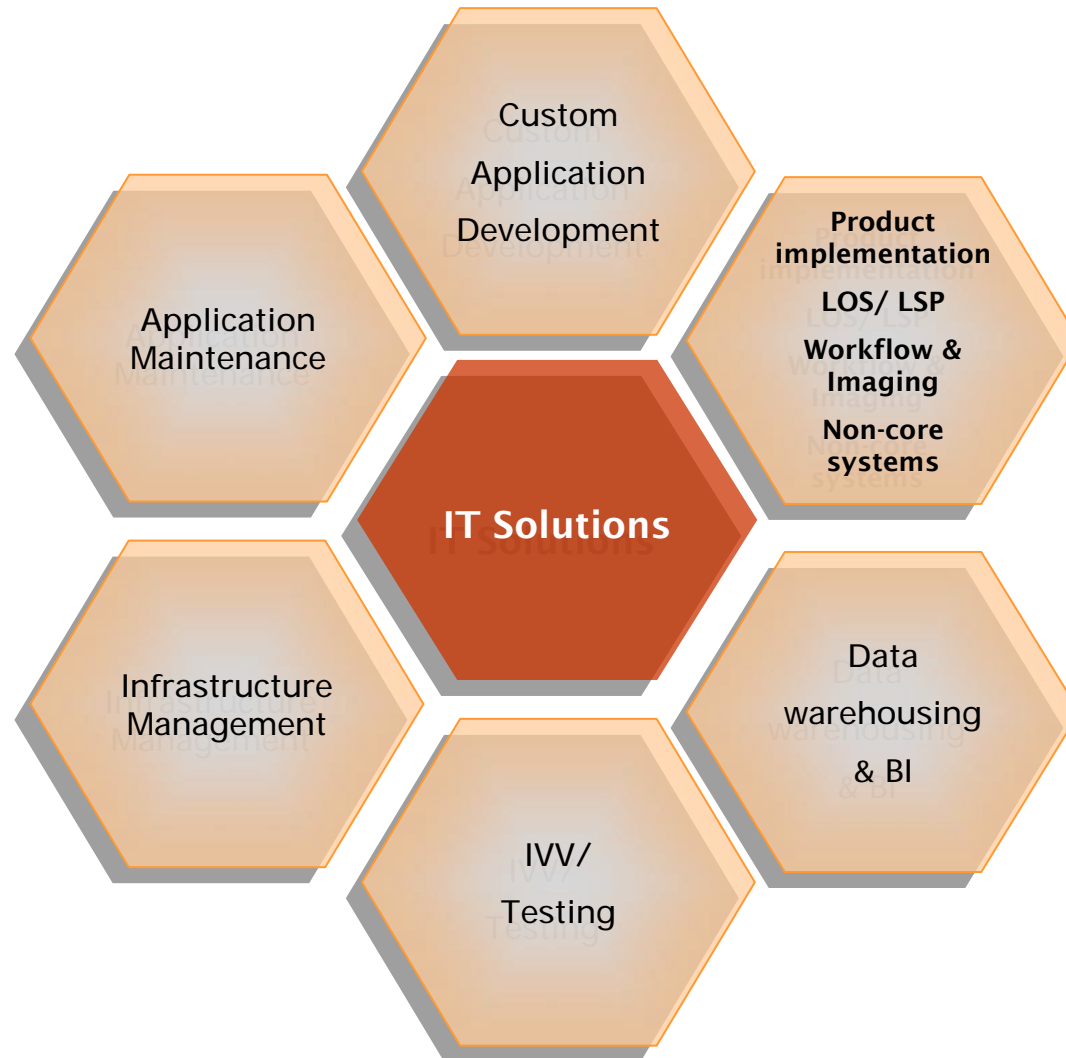 Custom
Application
Development
Product
implementation
LOS/ LSP
Workflow &
Imaging
Non-core
systems
Application
Maintenance
IT Solutions
Infrastructure
Management
Data
warehousing
& BI
IVV/
Testing